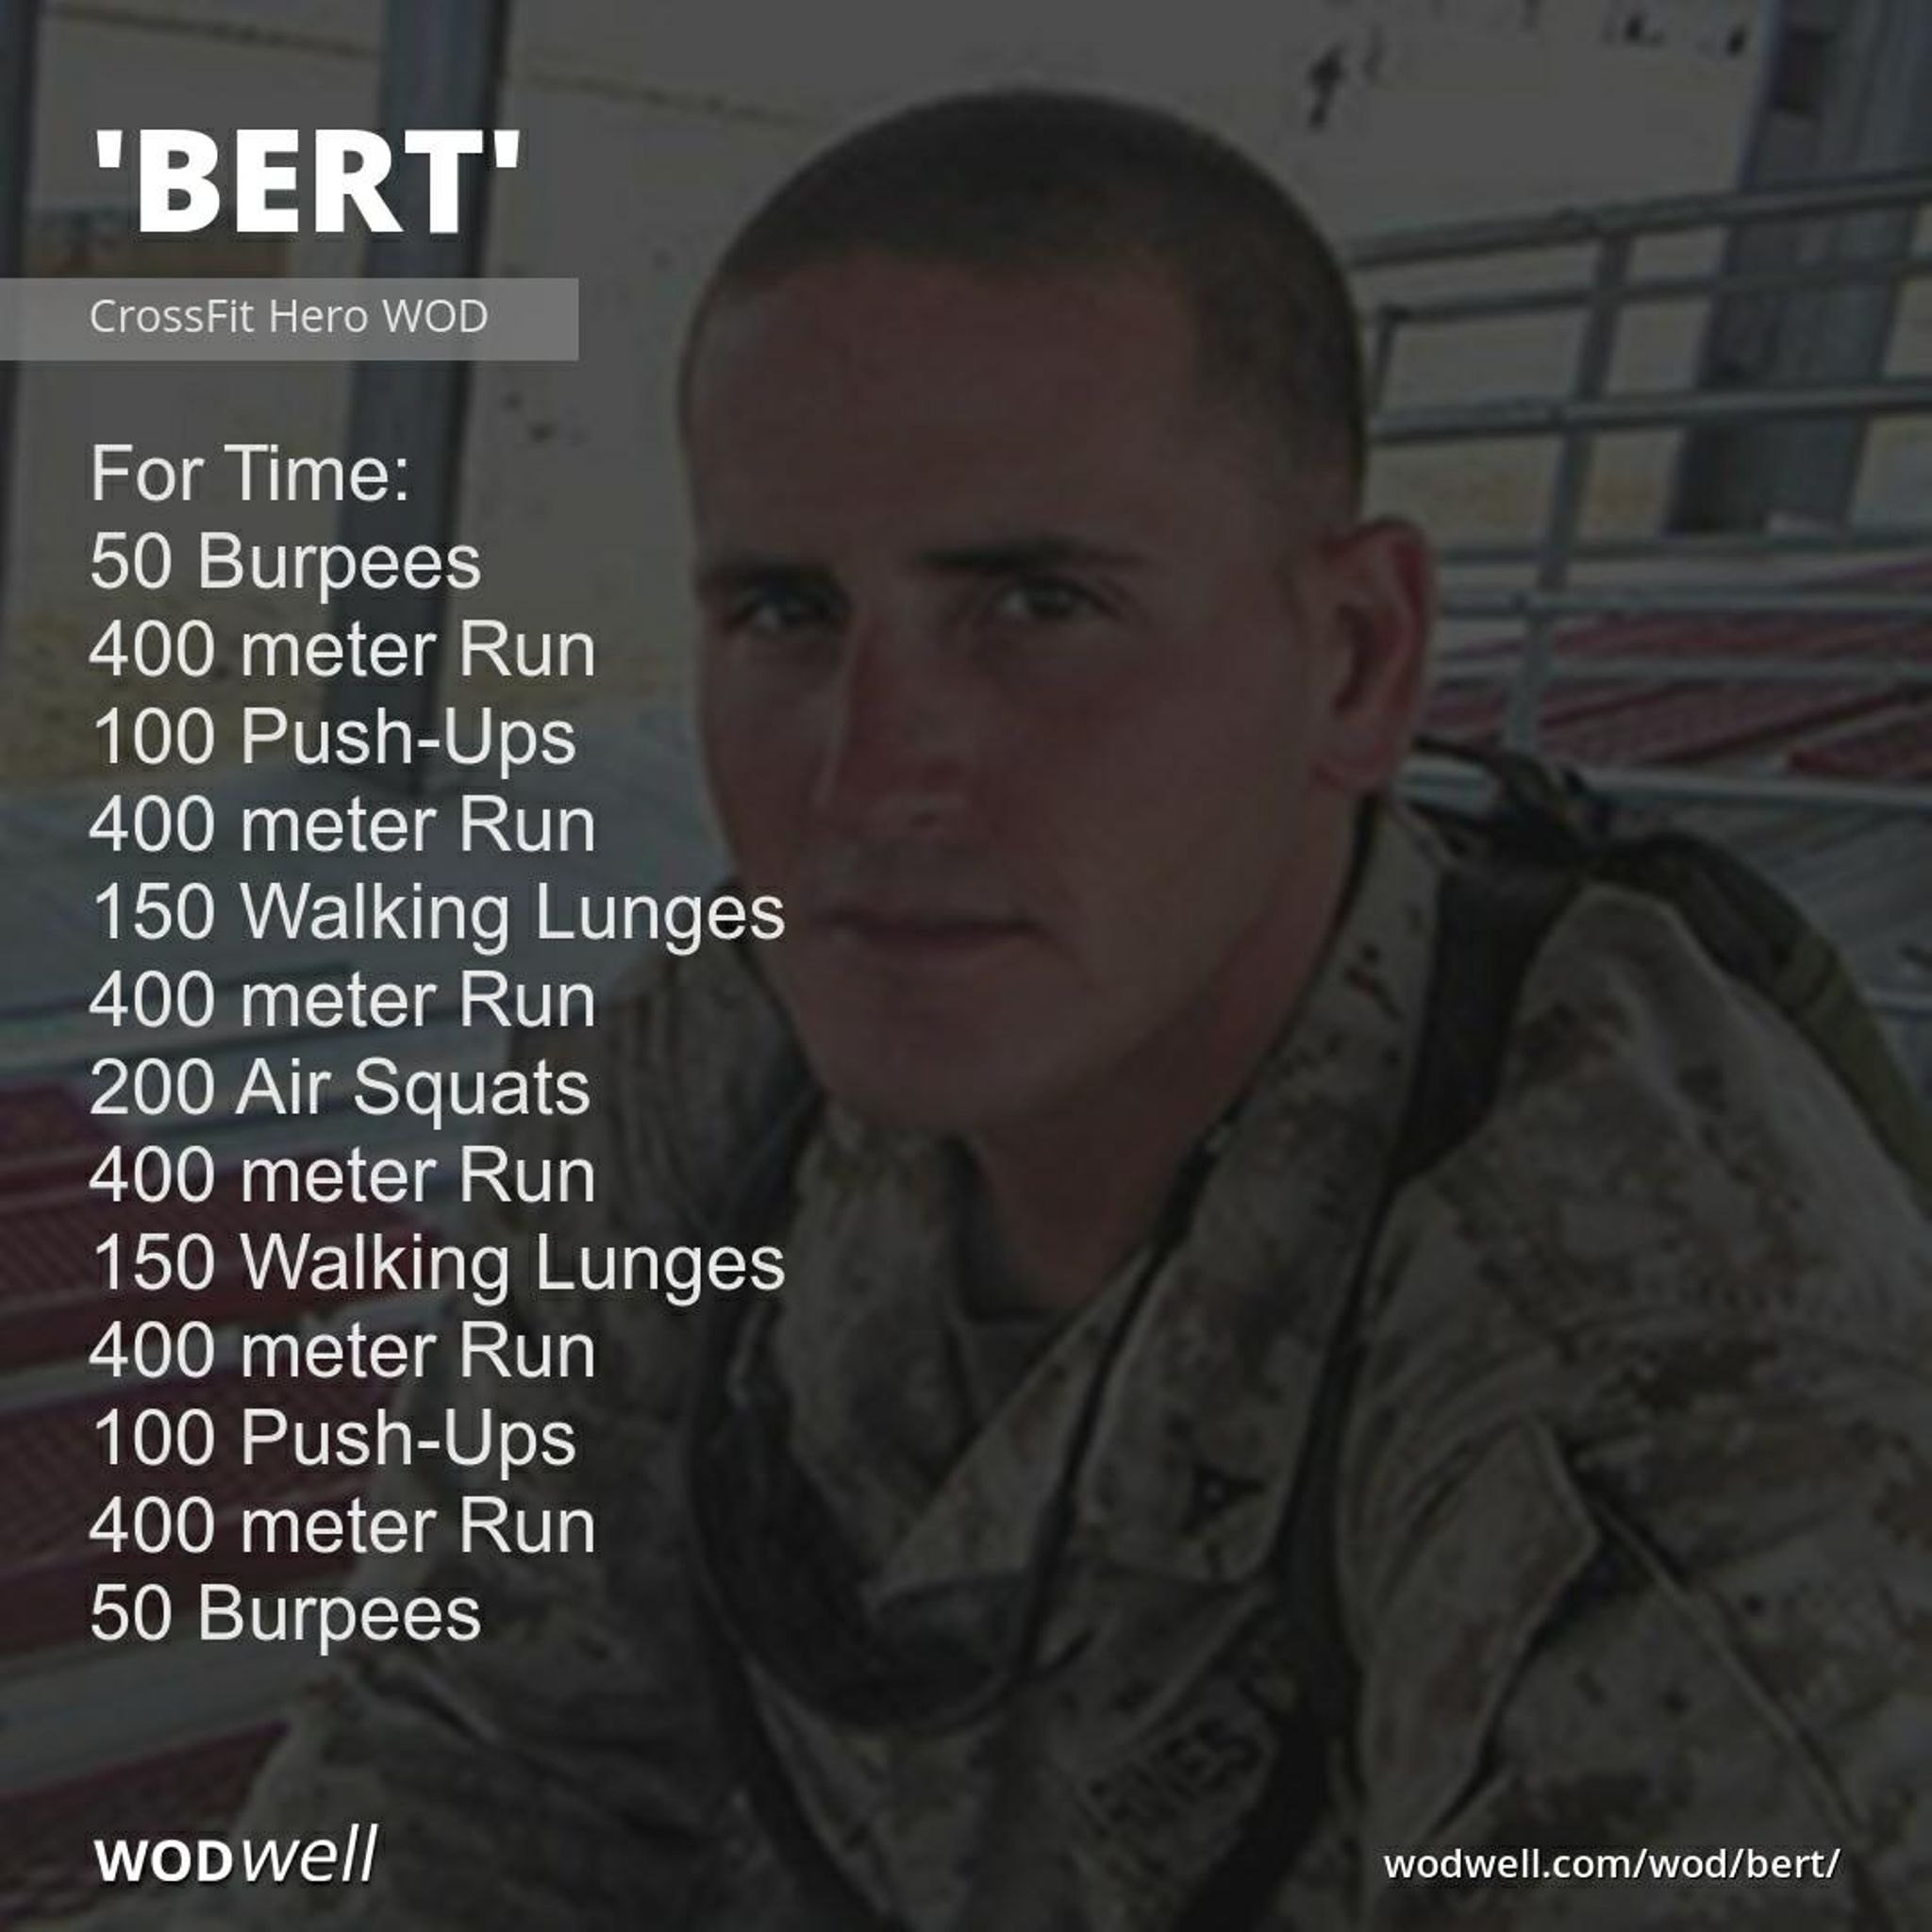 'BERT'
CrossFit Hero WOD
For Time:
50 Burpees
400 meter Run
100 Push-Ups
400 meter Run
150 Walking Lunges
400 meter Run
200 Air Squats
400 meter Run
150 Walking Lunges
400 meter Run
100 Push-Ups
400 meter Run
50 Burpees
WODwell
wodwell.com/wod/bert/